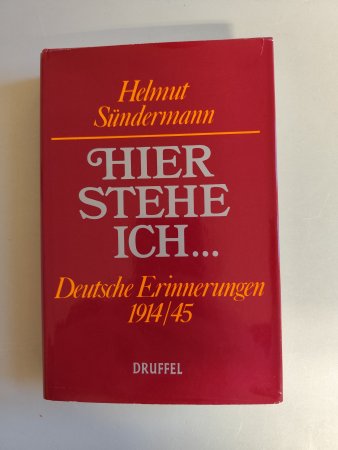 Helmut
Sündermann
HIER
STEHE
ICH...
Deutsche Erinnerungen
1914/45
DRUFFEL